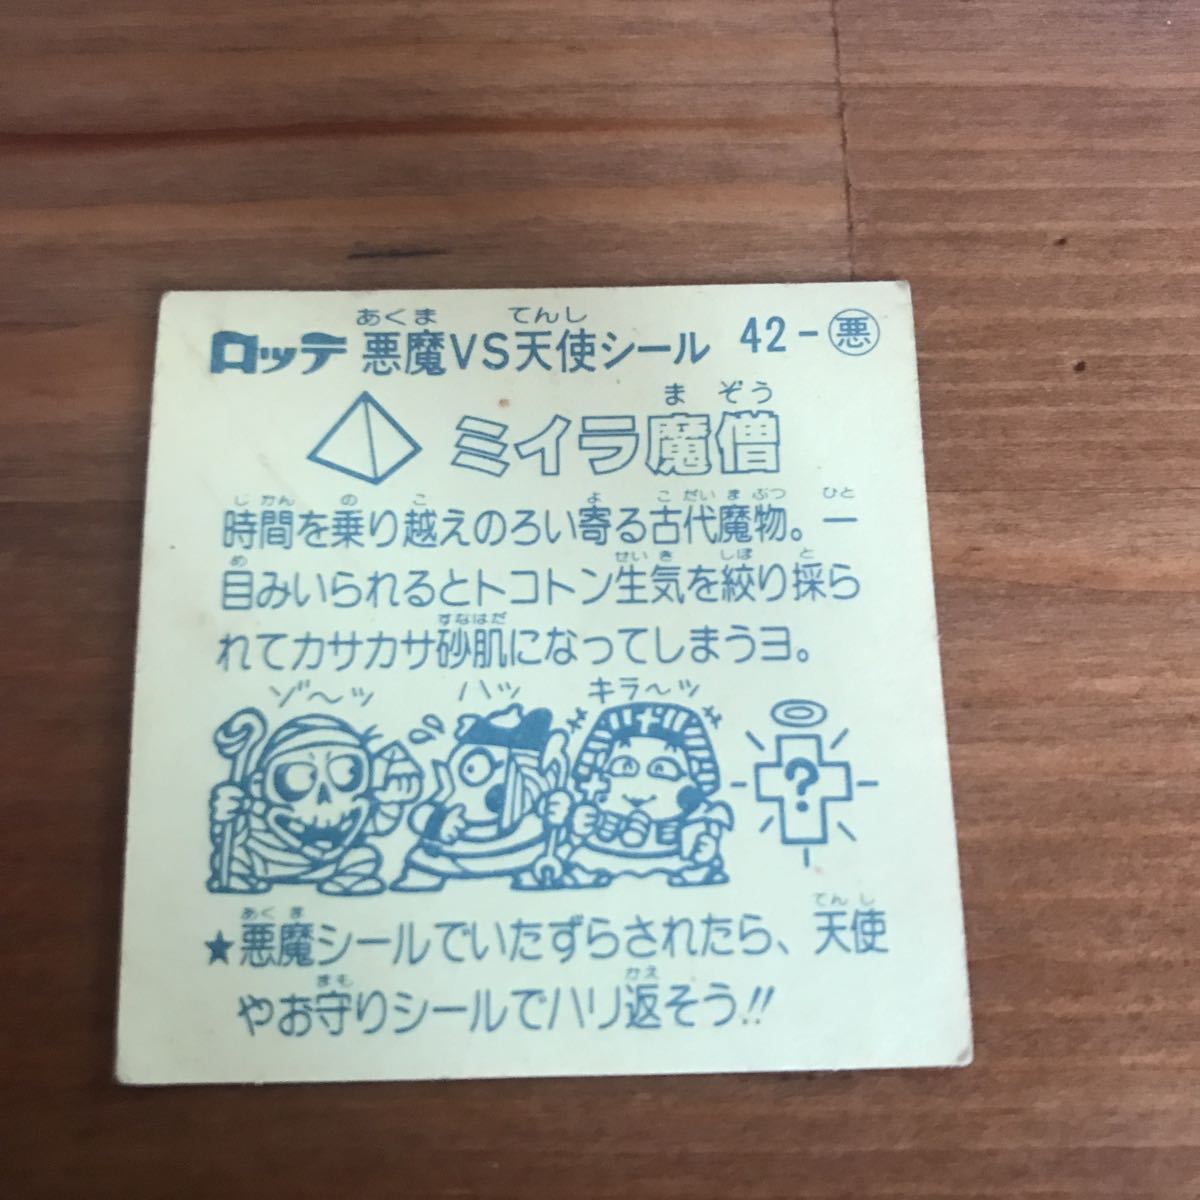 あくま てんし
ロッテ 悪魔VS天使シール 42-悪
ま ぞう
ミイラ魔僧
じかん の こ よ こ だい ま ぶつ ひと
時間を乗り越えのろい寄る古代魔物。一
め せいき しぼ と
目みいられるとトコトン生気を絞り採ら
すなはだ
れてカサカサ砂肌になってしまうヨ。
ゾ〜ッ ハッ キラ〜ッ
?
あくま てんし
★悪魔シールでいたずらされたら、天使
まも かえ
やお守りシールでハリ返そう!!